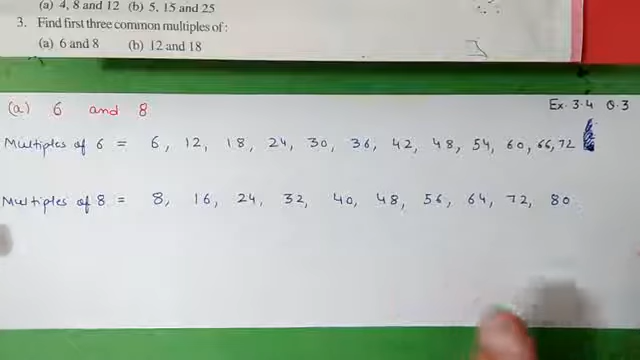 (a) 4, 8 and 12 (b) 5, 15 and 25
3. Find first three common multiples of :
(a) 6 and 8 (b) 12 and 18
(a) 6 and 8 Ex. 3.4 Q.3
Multiples of 6 = 6, 12, 18, 24, 30, 36, 42, 48, 54, 60, 66, 72
Multiples of 8 = 8, 16, 24, 32, 40, 48, 56, 64, 72, 80